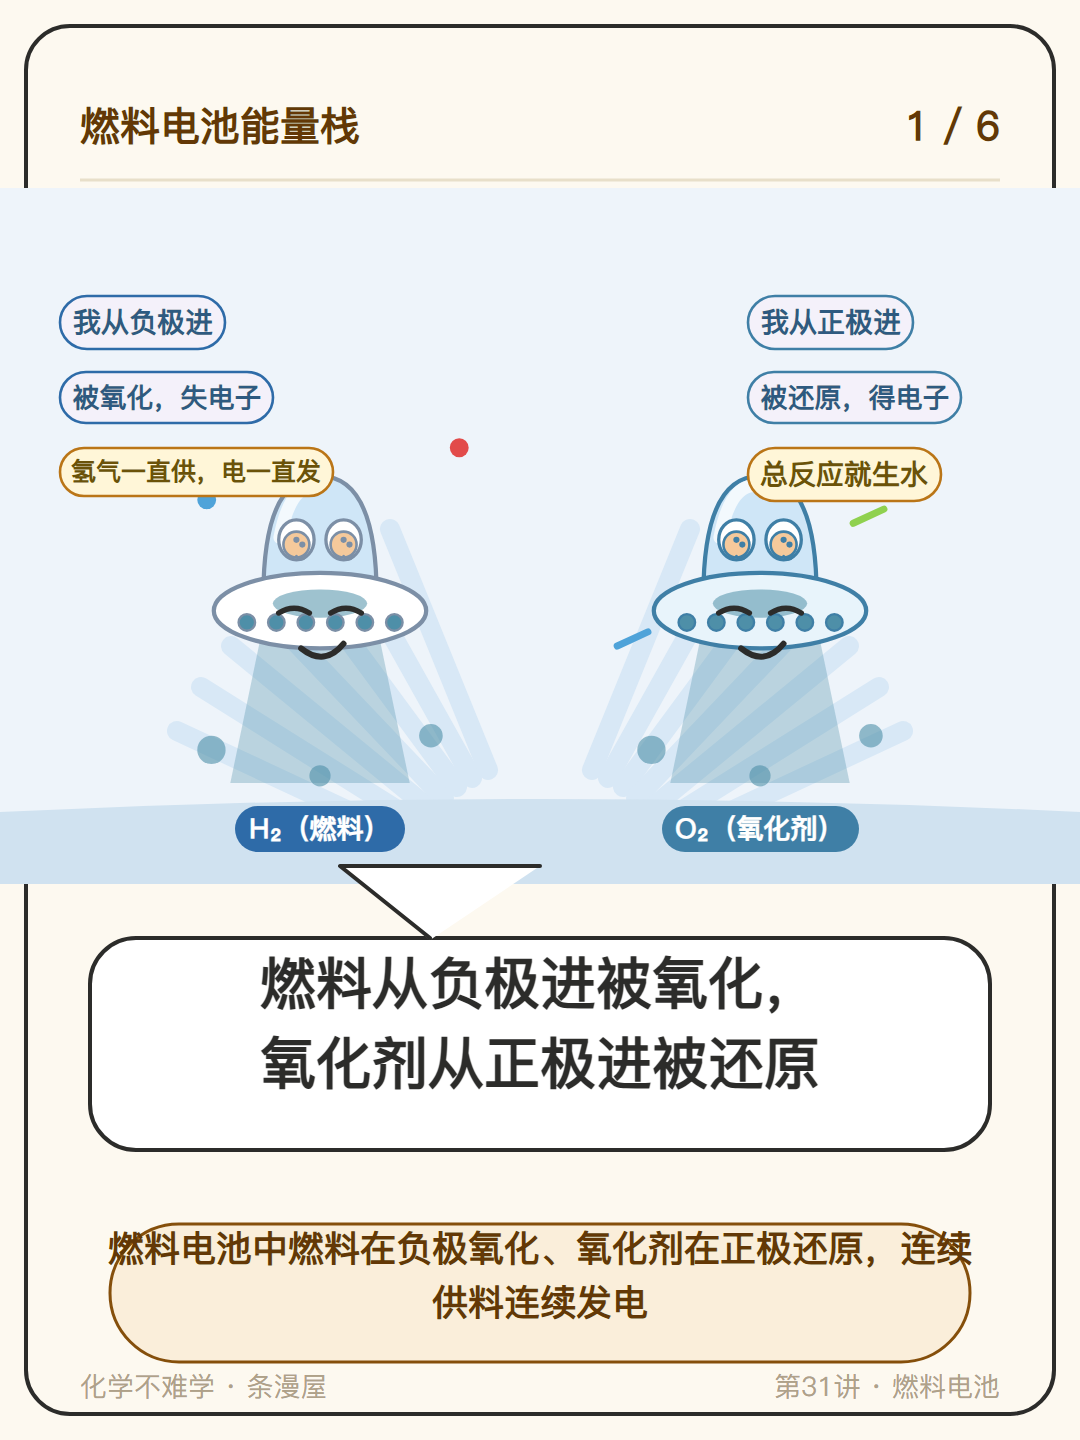 燃料电池能量栈
1 / 6
我从负极进
被氧化，失电子
氢气一直供，电一直发
我从正极进
被还原，得电子
总反应就生水
H₂（燃料）
O₂（氧化剂）
燃料从负极进被氧化，
氧化剂从正极进被还原
燃料电池中燃料在负极氧化、氧化剂在正极还原，连续
供料连续发电
化学不难学 · 条漫屋
第31讲 · 燃料电池